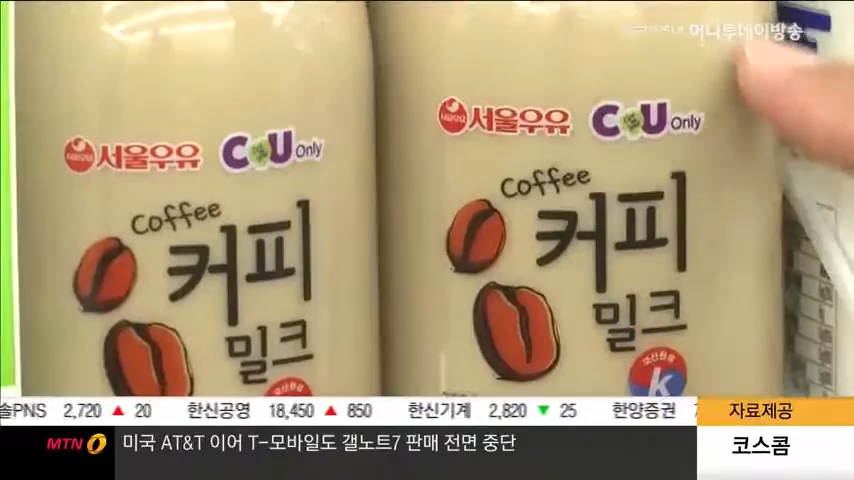 머니투데이방송
서울우유 CU Only
Coffee
커피
밀크
서울우유 CU Only
Coffee
커피
밀크
K
솔PNS 2,720 ▲ 20 한신공영 18,450 ▲ 850 한신기계 2,820 ▼ 25 한양증권
자료제공
코스콤
MTN 미국 AT&T 이어 T-모바일도 갤노트7 판매 전면 중단